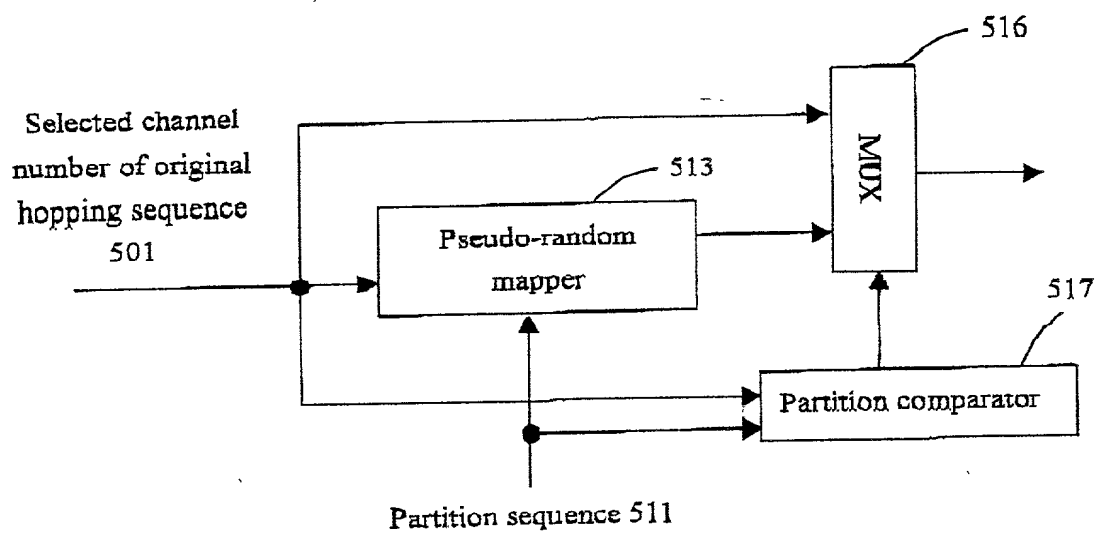 516
Selected channel
number of original
hopping sequence
501
MUX
513
Pseudo-random
mapper
517
Partition comparator
Partition sequence 511